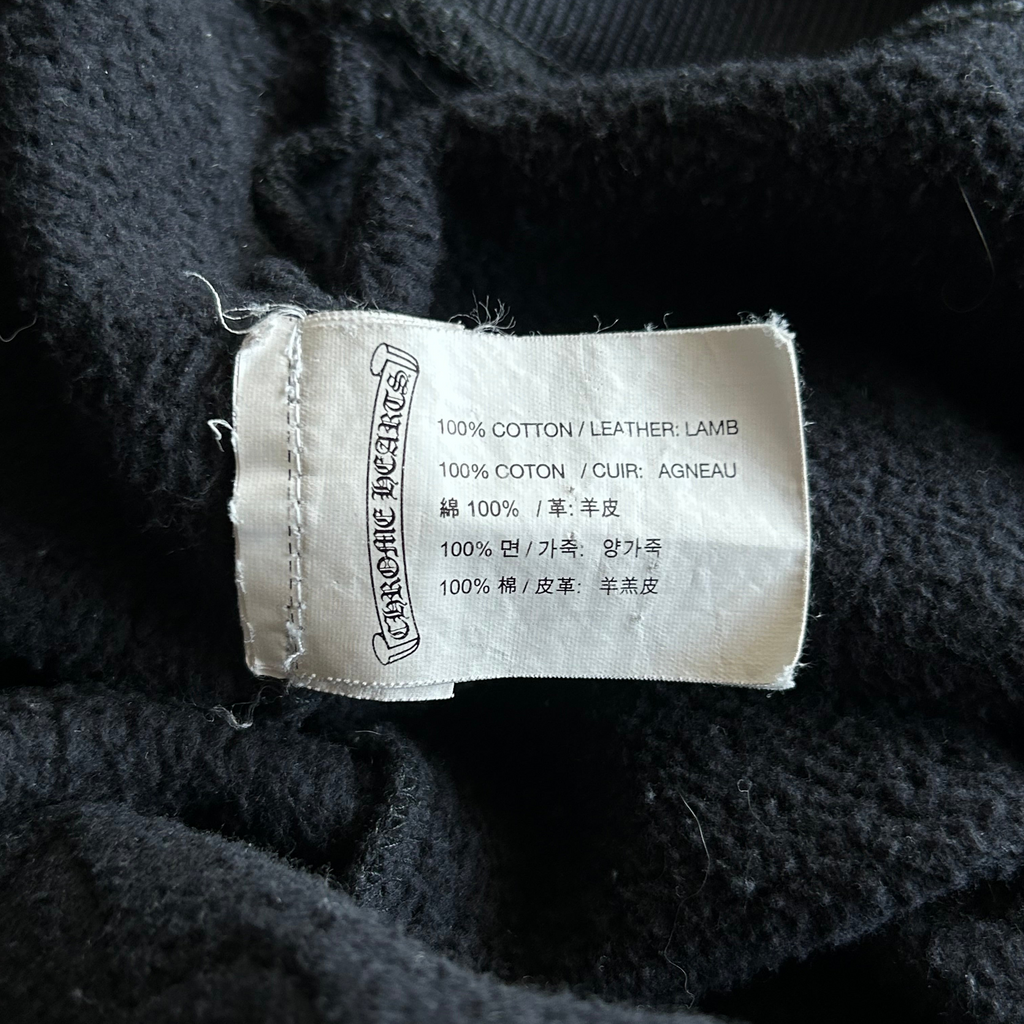 CHROME HEARTS
100% COTTON / LEATHER: LAMB
100% COTON / CUIR: AGNEAU
綿 100% / 革: 羊皮
100% 면 / 가죽: 양가죽
100% 棉 / 皮革: 羊羔皮